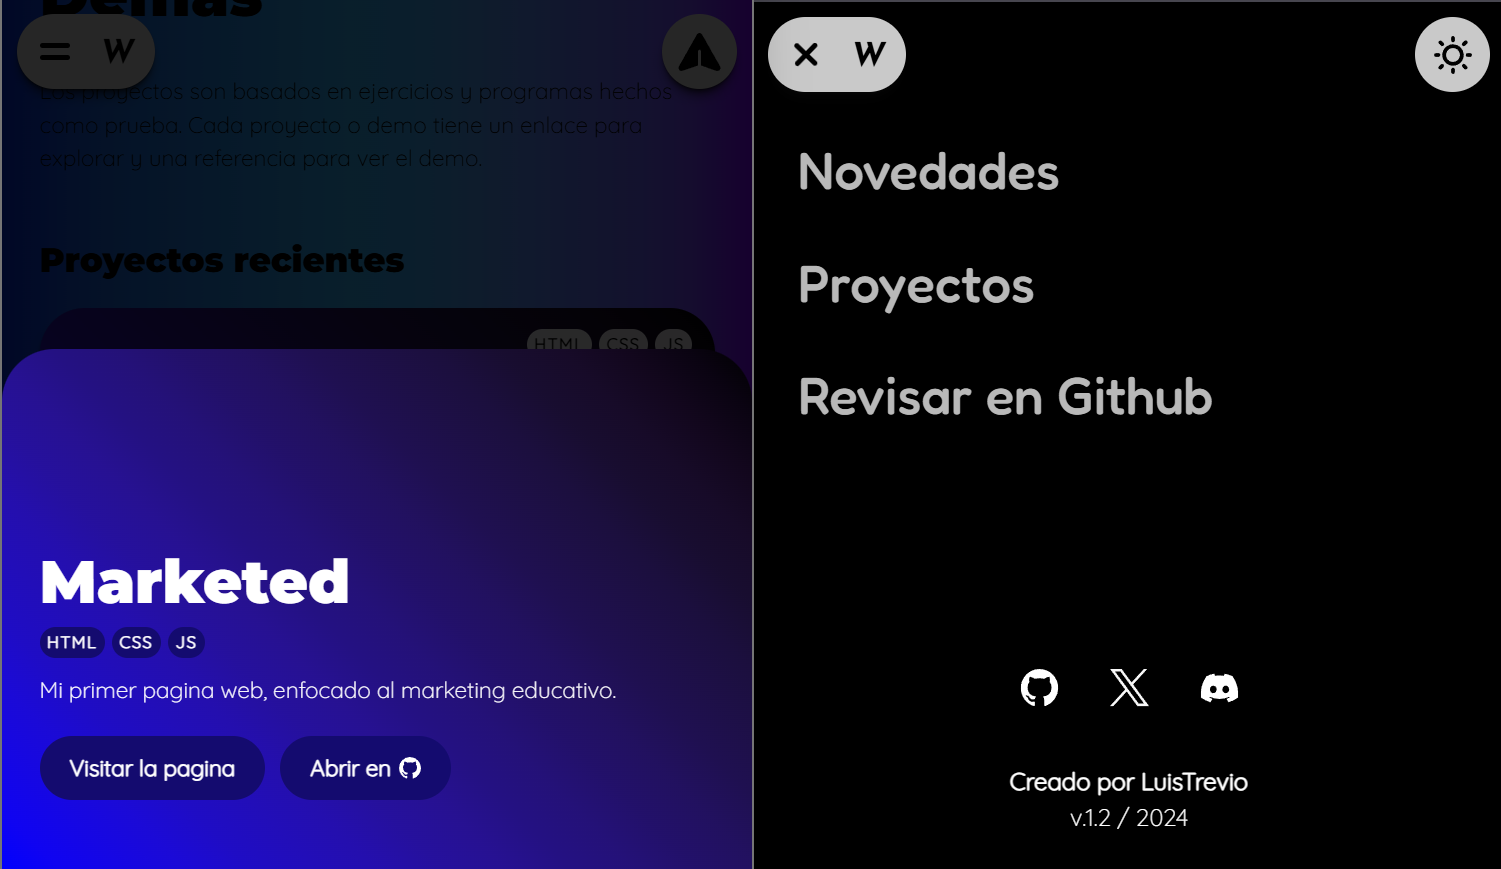 Demás
W
Los proyectos son basados en ejercicios y programas hechos
como prueba. Cada proyecto o demo tiene un enlace para
explorar y una referencia para ver el demo.
Proyectos recientes
HTML CSS JS
Marketed
HTML CSS JS
Mi primer pagina web, enfocado al marketing educativo.
Visitar la pagina
Abrir en
W
Novedades
Proyectos
Revisar en Github
Creado por LuisTrevio
v.1.2 / 2024